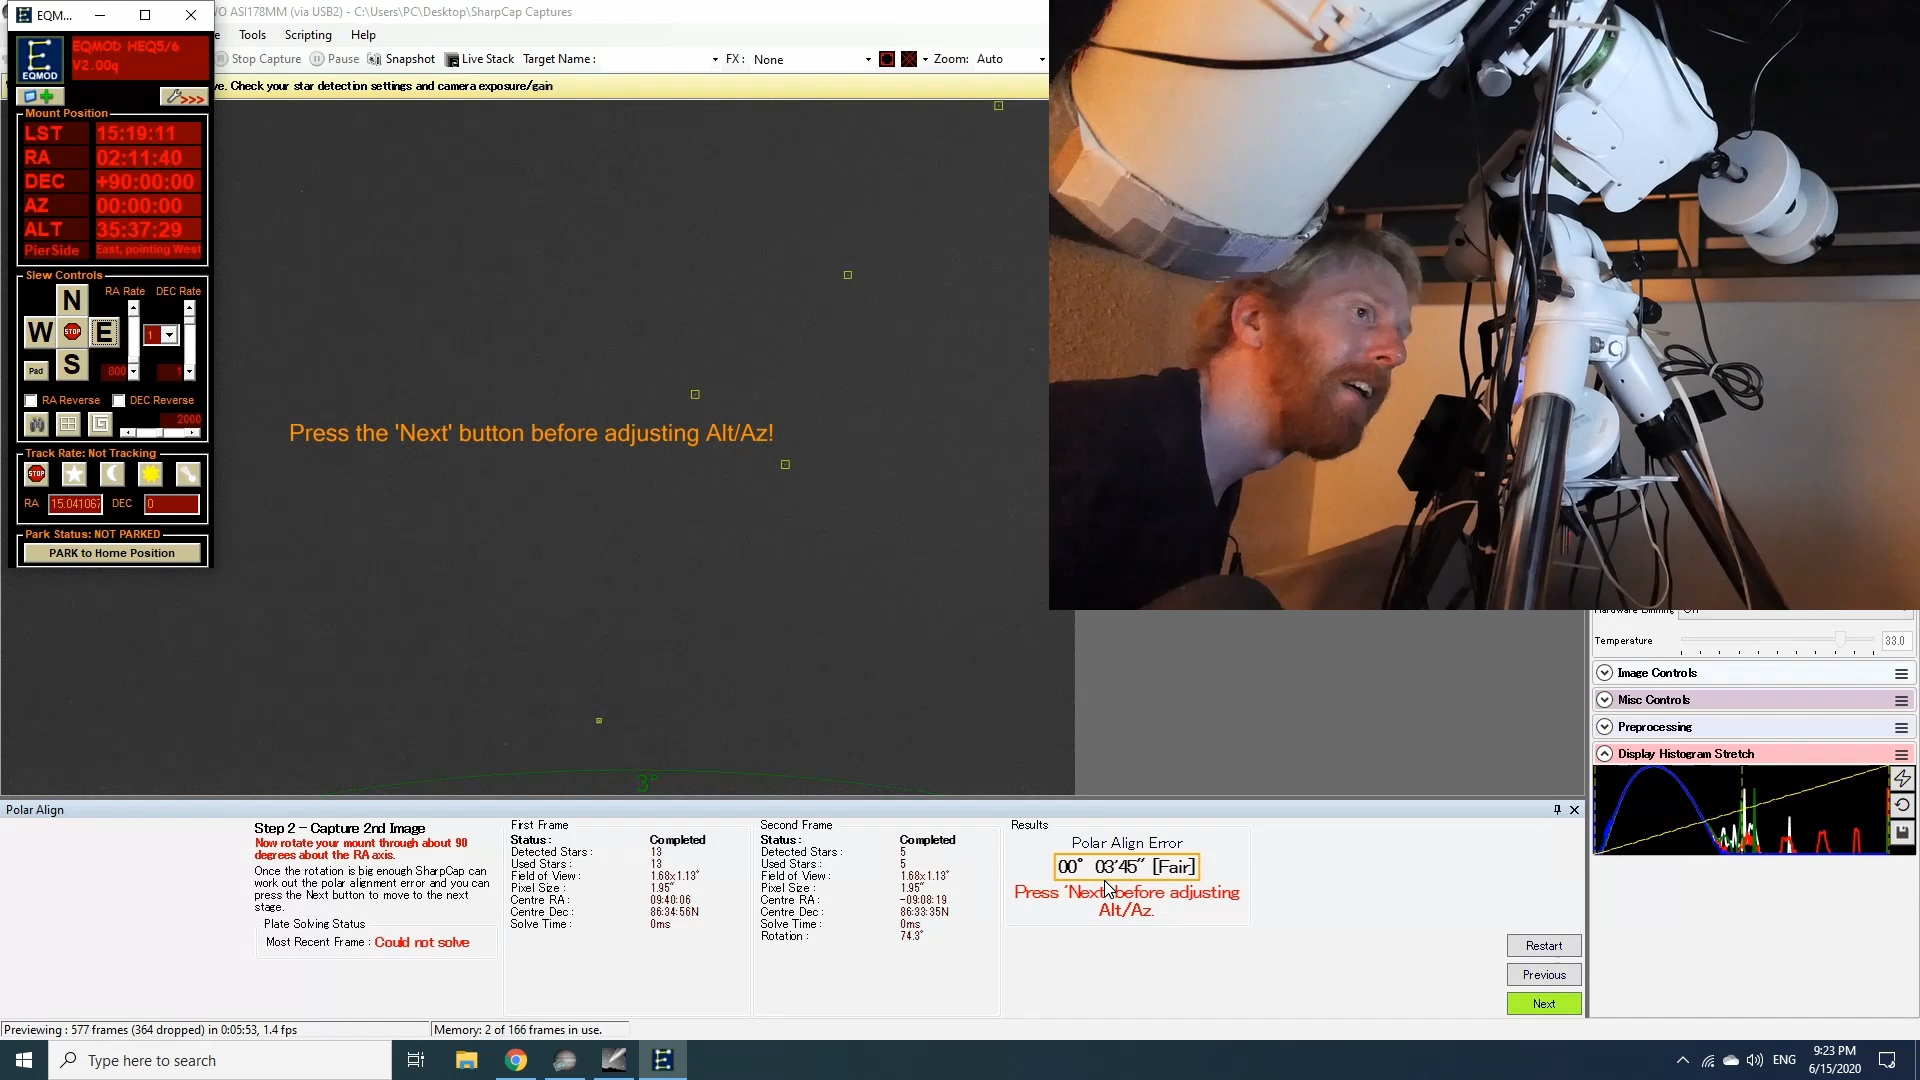 EQM...
VO ASI178MM (via USB2) - C:\Users\PC\Desktop\SharpCap Captures
Tools Scripting Help
Stop Capture Pause Snapshot Live Stack Target Name : FX : None Zoom: Auto
ve. Check your star detection settings and camera exposure/gain
EQMOD
EQMOD HEQ5/6
V2.00q
>>>
Mount Position
LST 15:19:11
RA 02:11:40
DEC +90:00:00
AZ 00:00:00
ALT 35:37:29
PierSide East, pointing West
Slew Controls
RA Rate DEC Rate
N
W STOP E 1
S
Pad 800 1
RA Reverse DEC Reverse
2000
Track Rate: Not Tracking
STOP
RA 15.041067 DEC 0
Park Status: NOT PARKED
PARK to Home Position
Press the 'Next' button before adjusting Alt/Az!
3°
ADM
Temperature 33.0
Image Controls
Misc Controls
Preprocessing
Display Histogram Stretch
Polar Align
Step 2 - Capture 2nd Image
Now rotate your mount through about 90
degrees about the RA axis.
Once the rotation is big enough SharpCap can
work out the polar alignment error and you can
press the Next button to move to the next
stage.
Plate Solving Status
Most Recent Frame : Could not solve
First Frame
Status : Completed
Detected Stars : 13
Used Stars : 13
Field of View : 1.68x1.13°
Pixel Size : 1.95"
Centre RA : 09:40:06
Centre Dec : 86:34:56N
Solve Time : 0ms
Second Frame
Status : Completed
Detected Stars : 5
Used Stars : 5
Field of View : 1.68x1.13°
Pixel Size : 1.95"
Centre RA : -09:08:19
Centre Dec : 86:33:35N
Solve Time : 0ms
Rotation : 74.3°
Results
Polar Align Error
00° 03'45" [Fair]
Press 'Next' before adjusting
Alt/Az.
Restart
Previous
Next
Previewing : 577 frames (364 dropped) in 0:05:53, 1.4 fps Memory: 2 of 166 frames in use.
Type here to search
ENG
9:23 PM
6/15/2020